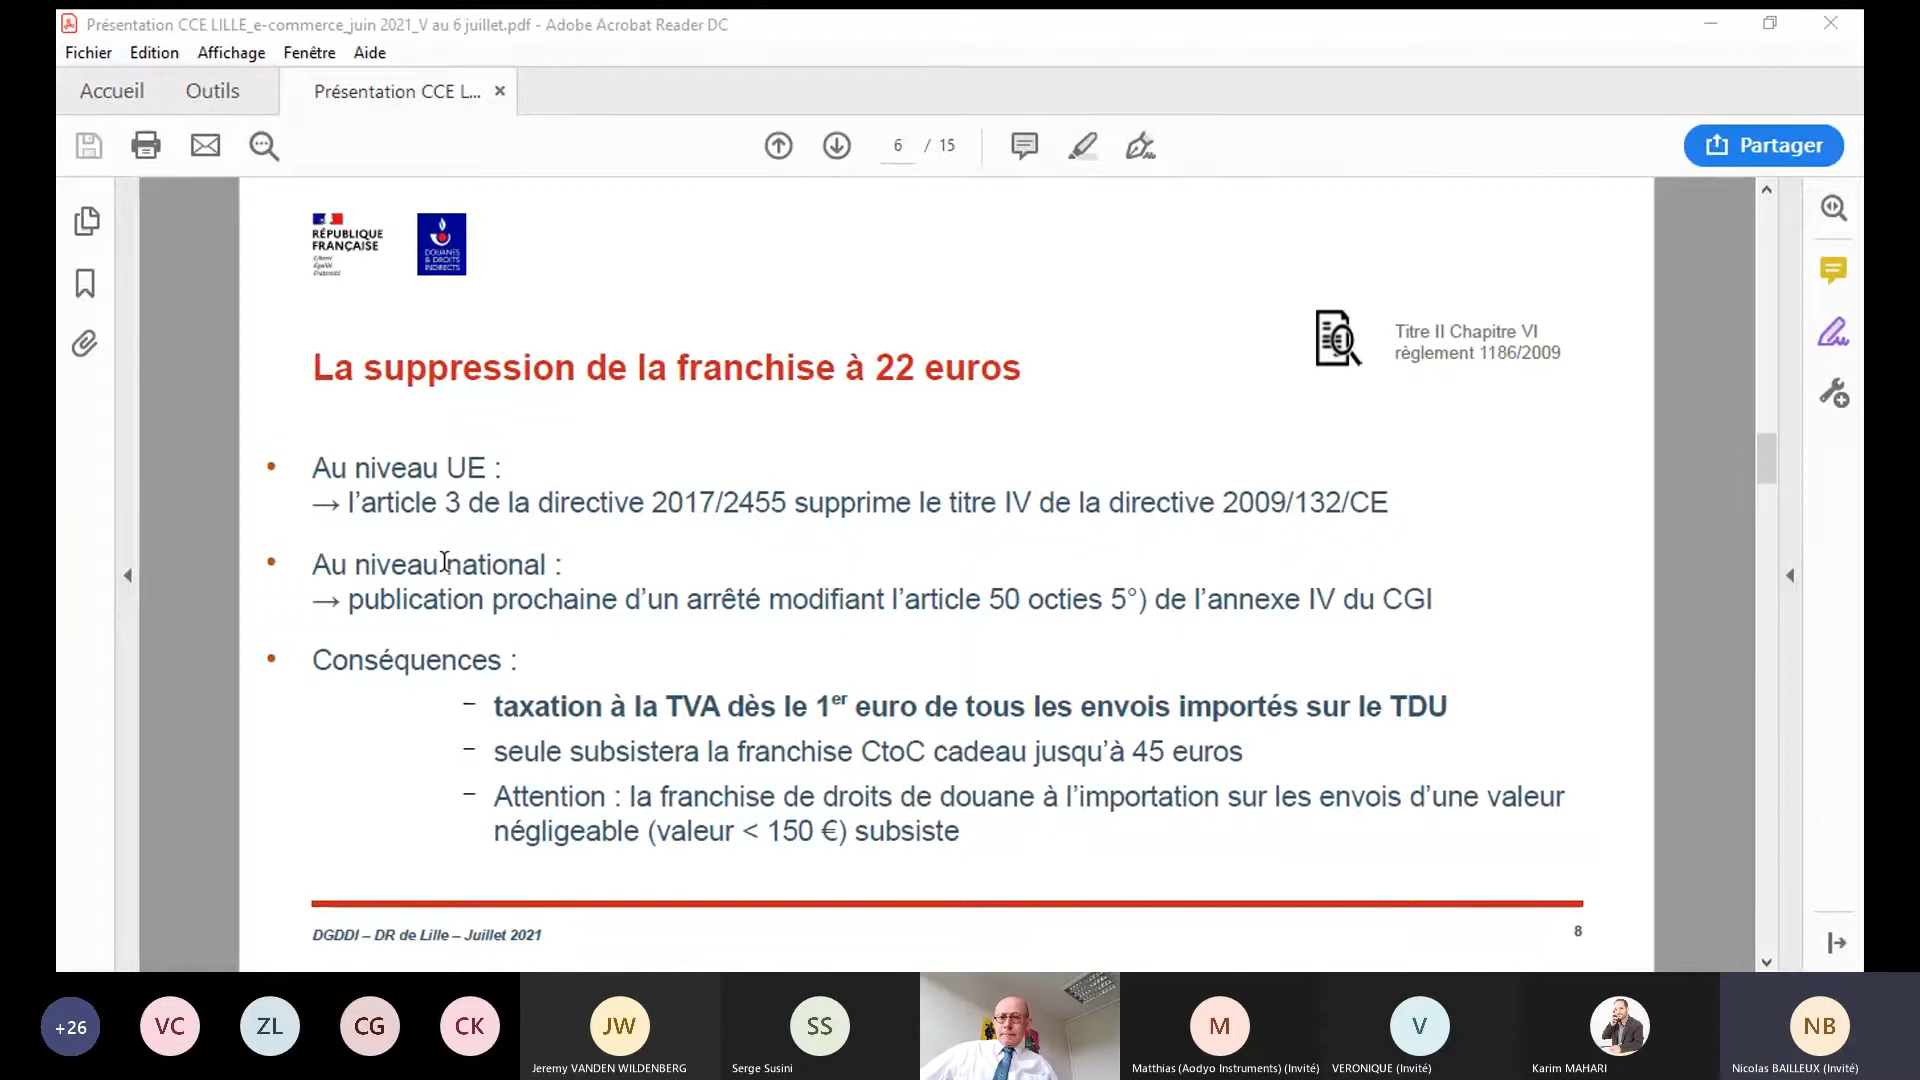 Présentation CCE LILLE_e-commerce_juin 2021_V au 6 juillet.pdf - Adobe Acrobat Reader DC
Fichier Edition Affichage Fenêtre Aide
Accueil Outils Présentation CCE L... ×
6 / 15
Partager
RÉPUBLIQUE
FRANÇAISE
Liberté
Égalité
Fraternité
DOUANES
& DROITS
INDIRECTS
Titre II Chapitre VI
règlement 1186/2009
La suppression de la franchise à 22 euros
• Au niveau UE :
→ l’article 3 de la directive 2017/2455 supprime le titre IV de la directive 2009/132/CE
• Au niveau national :
→ publication prochaine d’un arrêté modifiant l’article 50 octies 5°) de l’annexe IV du CGI
• Conséquences :
– taxation à la TVA dès le 1er euro de tous les envois importés sur le TDU
– seule subsistera la franchise CtoC cadeau jusqu’à 45 euros
– Attention : la franchise de droits de douane à l’importation sur les envois d’une valeur
négligeable (valeur < 150 €) subsiste
DGDDI – DR de Lille – Juillet 2021
8
+26 VC ZL CG CK JW SS M V NB
Jeremy VANDEN WILDENBERG Serge Susini Matthias (Aodyo Instruments) (Invité) VERONIQUE (Invité) Karim MAHARI Nicolas BAILLEUX (Invité)